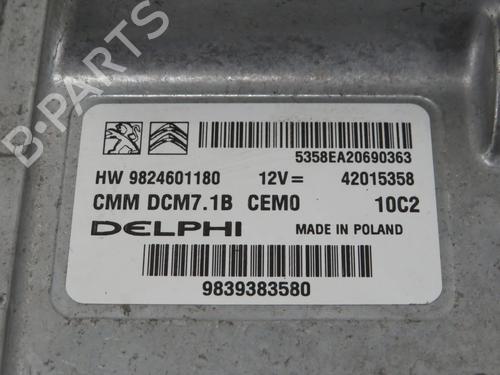 B-PARTS
5358EA20690363
HW 9824601180 12V= 42015358
CMM DCM7.1B CEM0 10C2
DELPHI MADE IN POLAND
9839383580